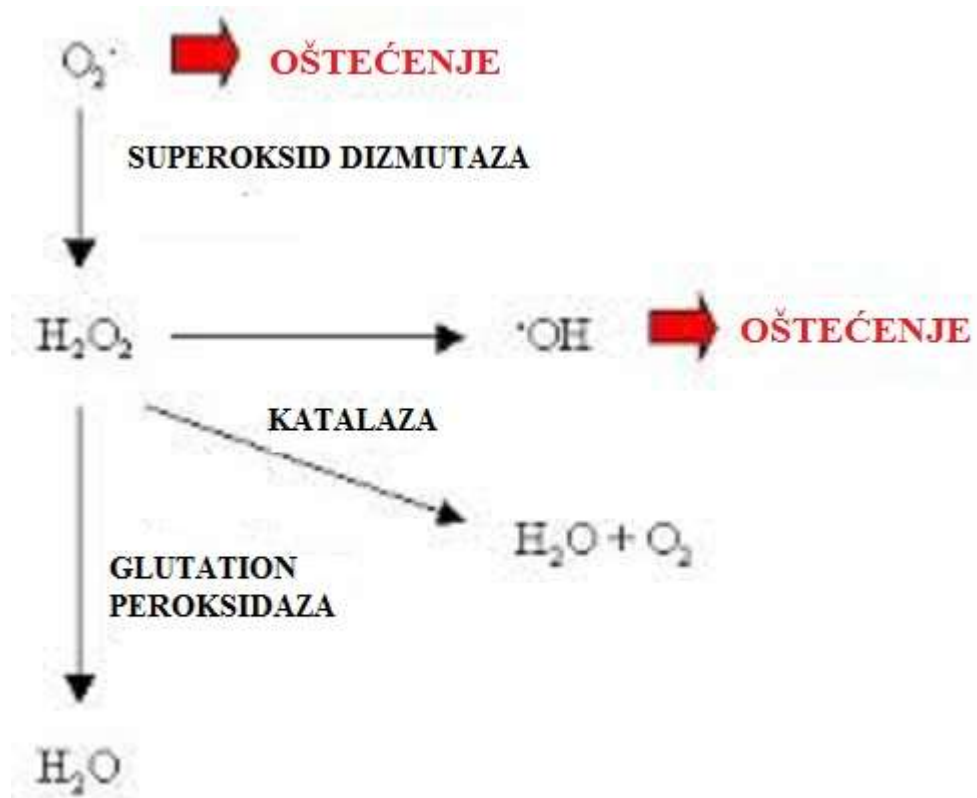 O₂˙ OŠTEĆENJE
SUPEROKSID DIZMUTAZA
H₂O₂ ˙OH OŠTEĆENJE
KATALAZA
H₂O + O₂
GLUTATION
PEROKSIDAZA
H₂O